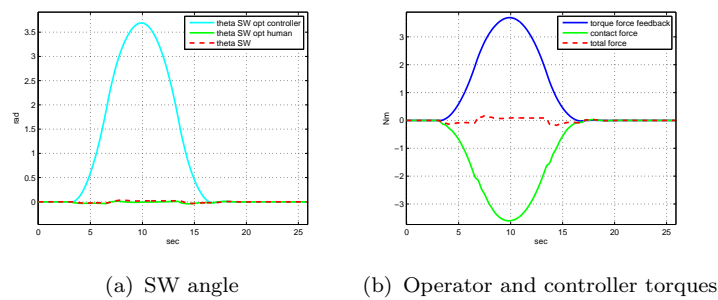 theta SW opt controller
theta SW opt human
theta SW
3.5
3
2.5
2
1.5
1
0.5
0
rad
0 5 10 15 20 25
sec
(a) SW angle
torque force feedback
contact force
total force
3
2
1
0
−1
−2
−3
Nm
0 5 10 15 20 25
sec
(b) Operator and controller torques